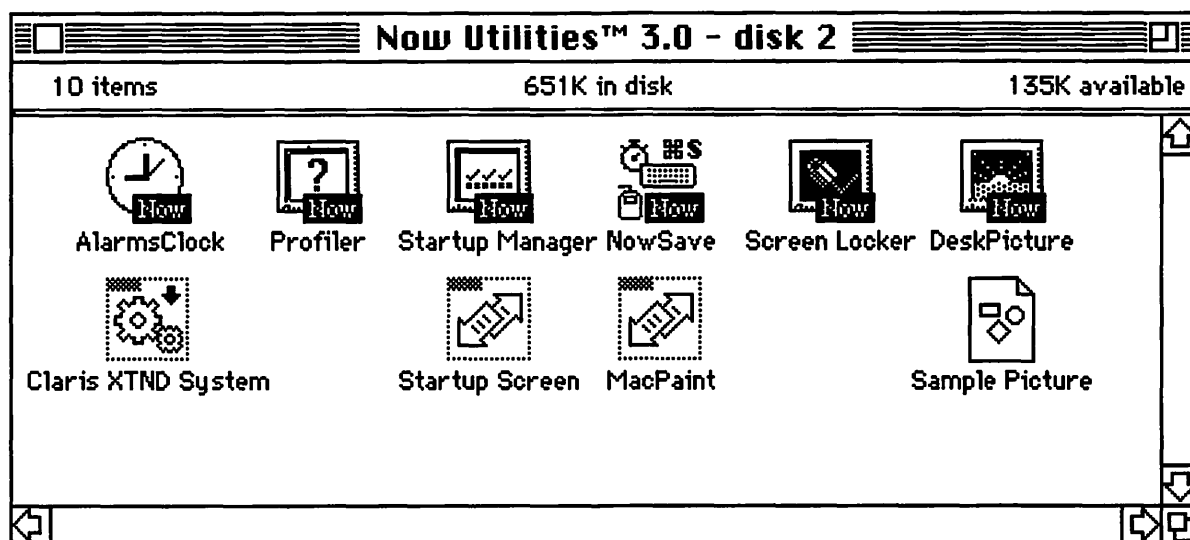 Now Utilities™ 3.0 - disk 2
10 items 651K in disk 135K available
? ⌘S
Now Now Now Now Now Now
AlarmsClock Profiler Startup Manager NowSave Screen Locker DeskPicture
Claris XTND System Startup Screen MacPaint Sample Picture